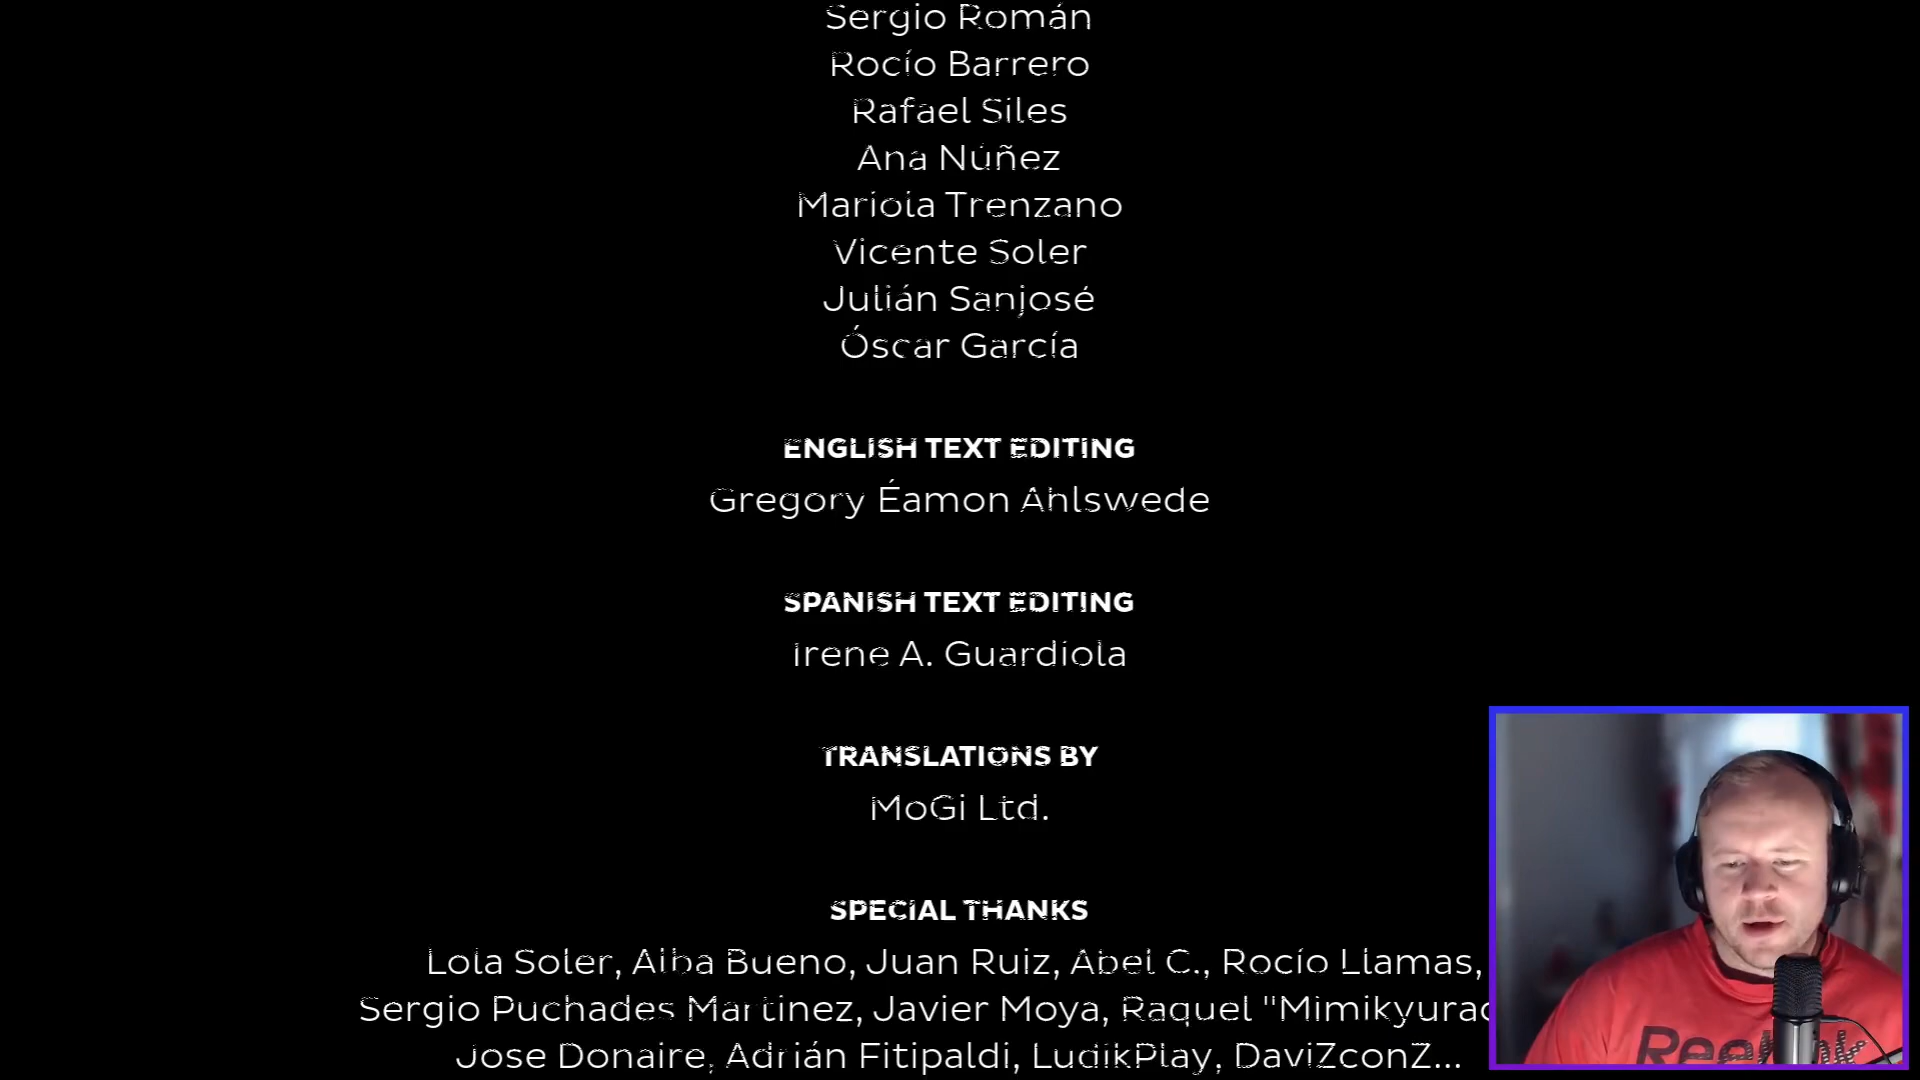 Sergio Román
Rocío Barrero
Rafael Siles
Ana Núñez
Mariola Trenzano
Vicente Soler
Julián Sanjosé
Óscar García
ENGLISH TEXT EDITING
Gregory Éamon Ahlswede
SPANISH TEXT EDITING
Irene A. Guardiola
TRANSLATIONS BY
MoGi Ltd.
SPECIAL THANKS
Lola Soler, Alba Bueno, Juan Ruiz, Abel C., Rocío Llamas,
Sergio Puchades Martinez, Javier Moya, Raquel "Mimikyurac
Jose Donaire, Adrián Fitipaldi, LudikPlay, DaviZconZ...